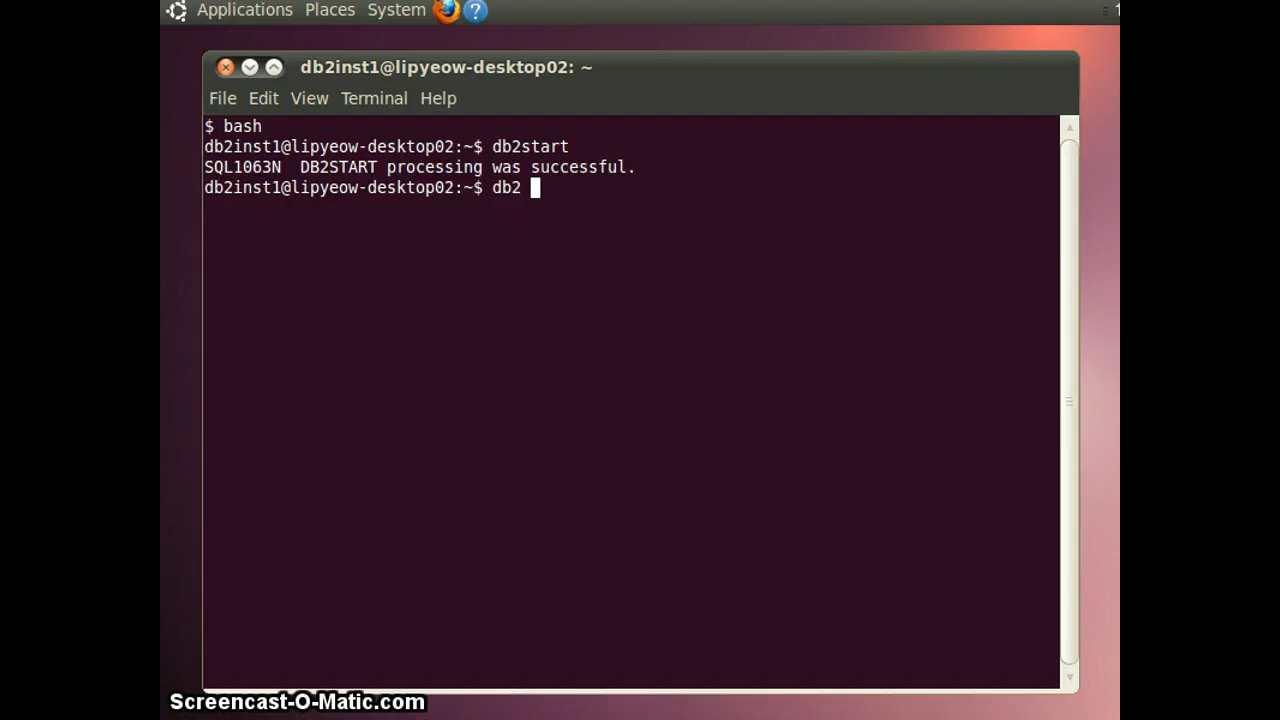 Applications Places System
db2inst1@lipyeow-desktop02: ~
File Edit View Terminal Help
$ bash
db2inst1@lipyeow-desktop02:~$ db2start
SQL1063N  DB2START processing was successful.
db2inst1@lipyeow-desktop02:~$ db2
Screencast-O-Matic.com